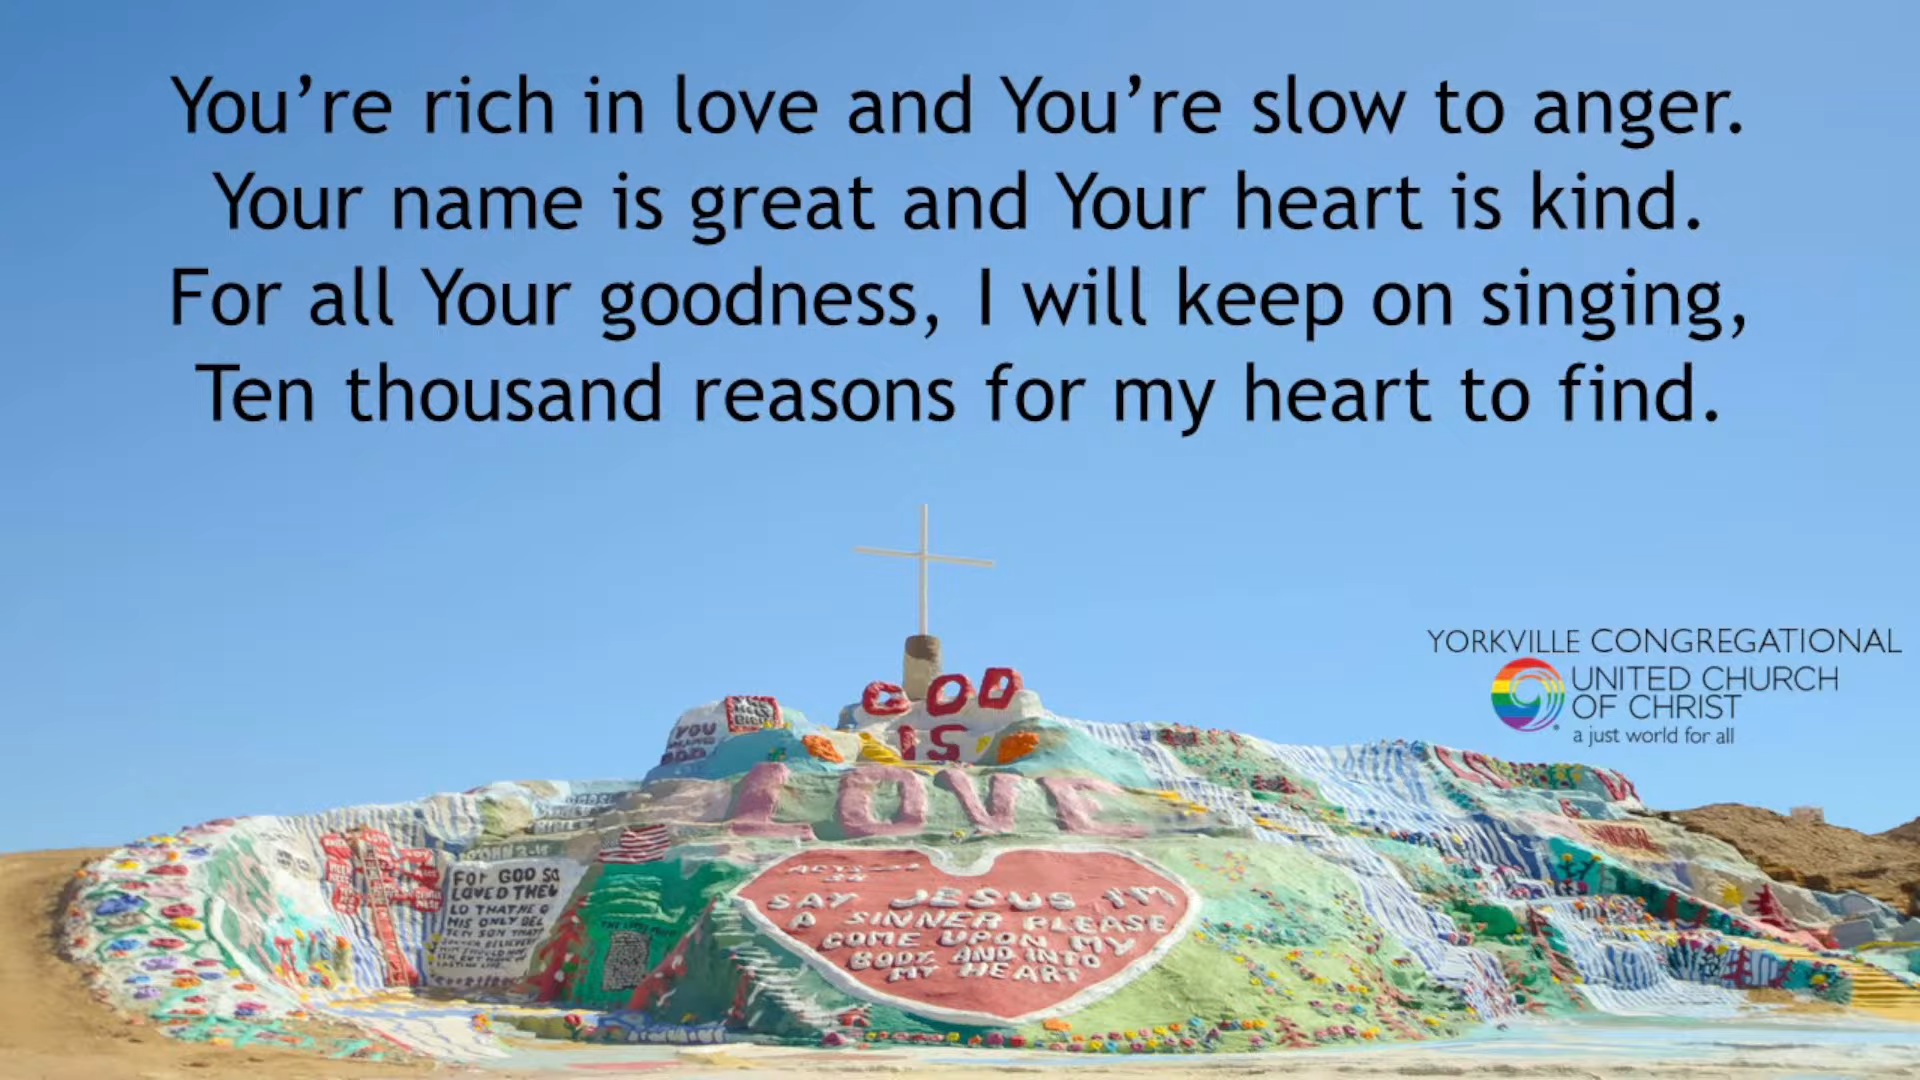 You’re rich in love and You’re slow to anger.
Your name is great and Your heart is kind.
For all Your goodness, I will keep on singing,
Ten thousand reasons for my heart to find.
YORKVILLE CONGREGATIONAL
UNITED CHURCH
OF CHRIST
a just world for all
GOD
IS
LOVE
YOU
FOR GOD SO
LOVED THE
SAY JESUS I'M
A SINNER PLEASE
COME UPON MY
BODY AND INTO
MY HEART